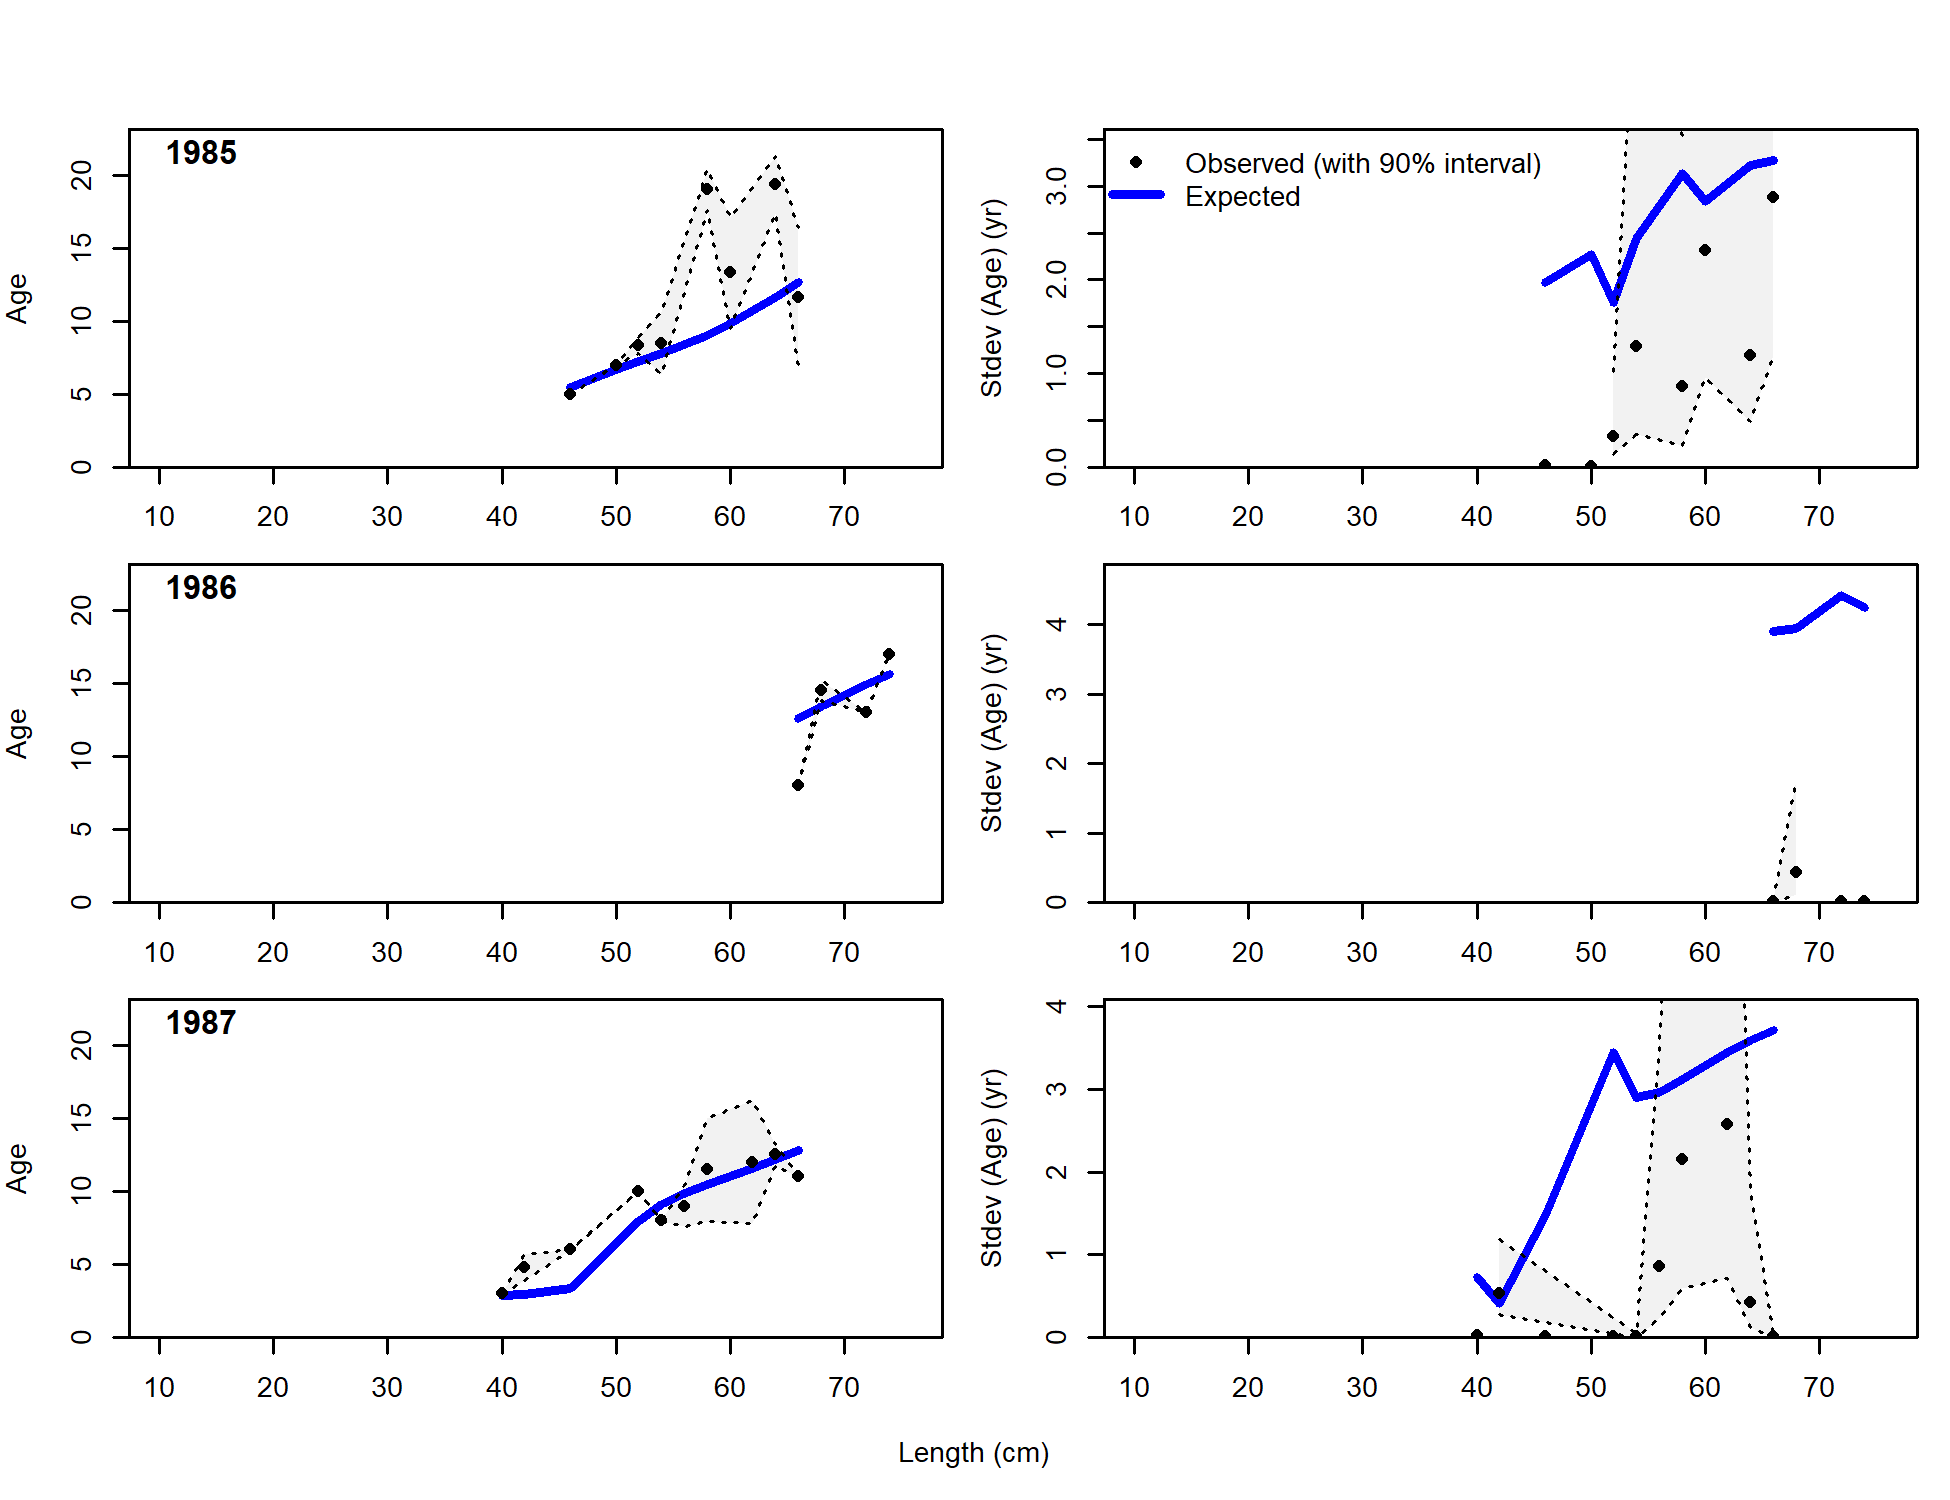 1985
Age
0 5 10 15 20
10 20 30 40 50 60 70
Observed (with 90% interval)
Expected
Stdev (Age) (yr)
0.0 1.0 2.0 3.0
10 20 30 40 50 60 70
1986
Age
0 5 10 15 20
10 20 30 40 50 60 70
Stdev (Age) (yr)
0 1 2 3 4
10 20 30 40 50 60 70
1987
Age
0 5 10 15 20
10 20 30 40 50 60 70
Stdev (Age) (yr)
0 1 2 3 4
10 20 30 40 50 60 70
Length (cm)